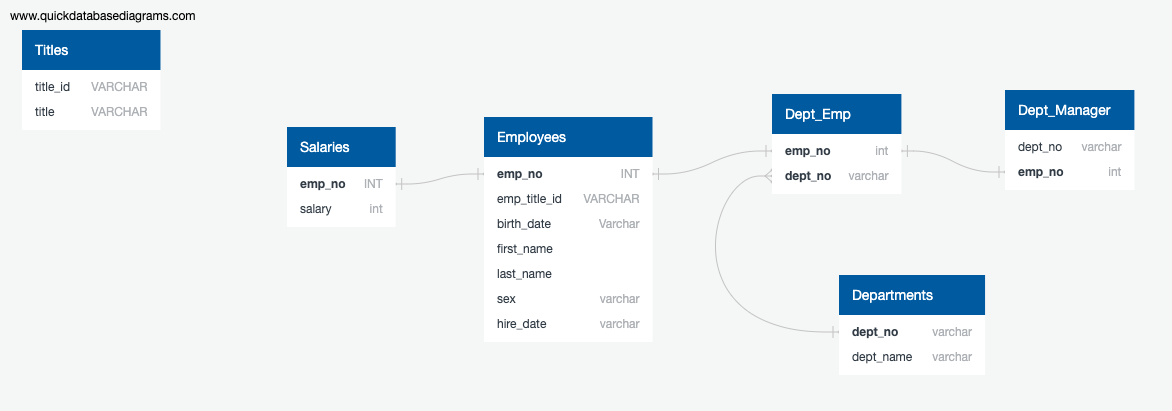 www.quickdatabasediagrams.com
Titles
title_id VARCHAR
title VARCHAR
Salaries
emp_no INT
salary int
Employees
emp_no INT
emp_title_id VARCHAR
birth_date Varchar
first_name
last_name
sex varchar
hire_date varchar
Dept_Emp
emp_no int
dept_no varchar
Dept_Manager
dept_no varchar
emp_no int
Departments
dept_no varchar
dept_name varchar